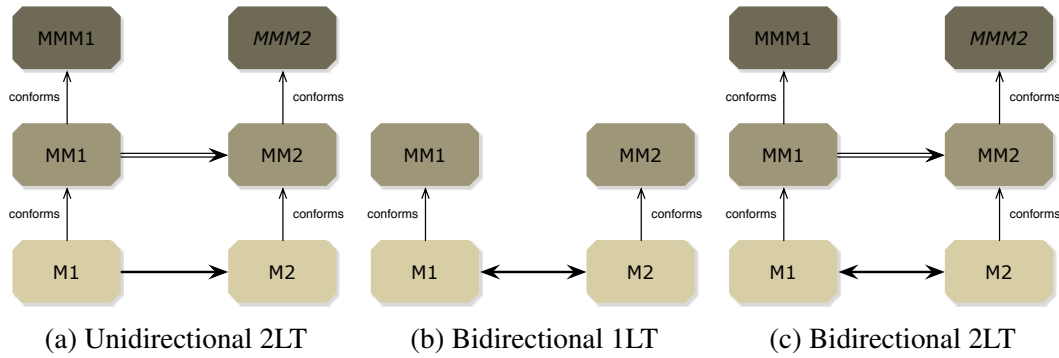 MMM1 MMM2 MMM1 MMM2
conforms conforms conforms conforms
MM1 MM2 MM1 MM2 MM1 MM2
conforms conforms conforms conforms conforms conforms
M1 M2 M1 M2 M1 M2
(a) Unidirectional 2LT (b) Bidirectional 1LT (c) Bidirectional 2LT